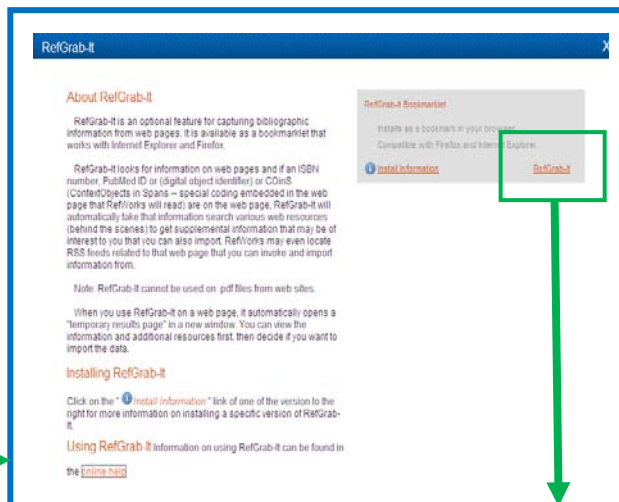 RefGrab-It
X
About RefGrab-It
RefGrab-It is an optional feature for capturing bibliographic
information from web pages. It is available as a bookmarklet that
works with Internet Explorer and Firefox.
RefGrab-It looks for information on web pages and if an ISBN
number, PubMed ID or (digital object identifier) or COinS
(ContextObjects in Spans -- special coding embedded in the web
page that RefWorks will read) are on the web page, RefGrab-It will
automatically take that information search various web resources
(behind the scenes) to get supplemental information that may be of
interest to you that you can also import. RefWorks may even locate
RSS feeds related to that web page that you can invoke and import
information from.
Note: RefGrab-It cannot be used on .pdf files from web sites.
When you use RefGrab-It on a web page, it automatically opens a
"temporary results page" in a new window. You can view the
information and additional resources first, then decide if you want to
import the data.
Installing RefGrab-It
Click on the " Install Information " link of one of the version to the
right for more information on installing a specific version of RefGrab-
It.
Using RefGrab-It Information on using RefGrab-It can be found in
the online help
RefGrab-It Bookmarklet
Installs as a bookmark in your browser.
Compatible with Firefox and Internet Explorer.
Install Information
RefGrab-It